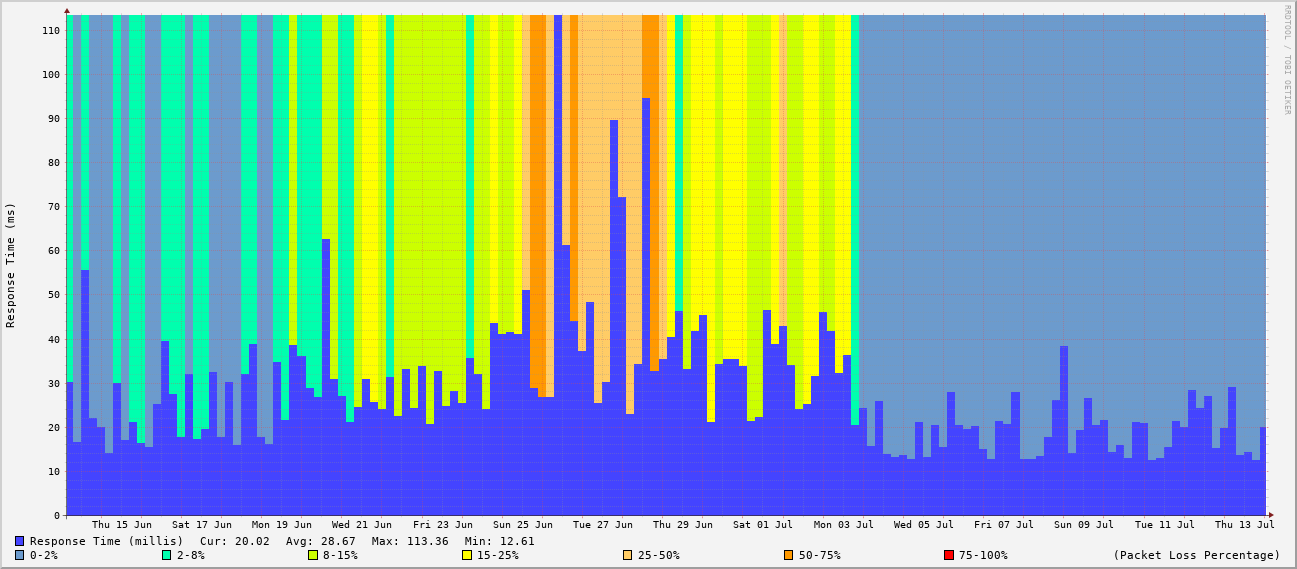 RRDTOOL / TOBI OETIKER
Response Time (ms)
110
100
90
80
70
60
50
40
30
20
10
0
Thu 15 Jun Sat 17 Jun Mon 19 Jun Wed 21 Jun Fri 23 Jun Sun 25 Jun Tue 27 Jun Thu 29 Jun Sat 01 Jul Mon 03 Jul Wed 05 Jul Fri 07 Jul Sun 09 Jul Tue 11 Jul Thu 13 Jul
Response Time (millis) Cur: 20.02 Avg: 28.67 Max: 113.36 Min: 12.61
0-2% 2-8% 8-15% 15-25% 25-50% 50-75% 75-100% (Packet Loss Percentage)